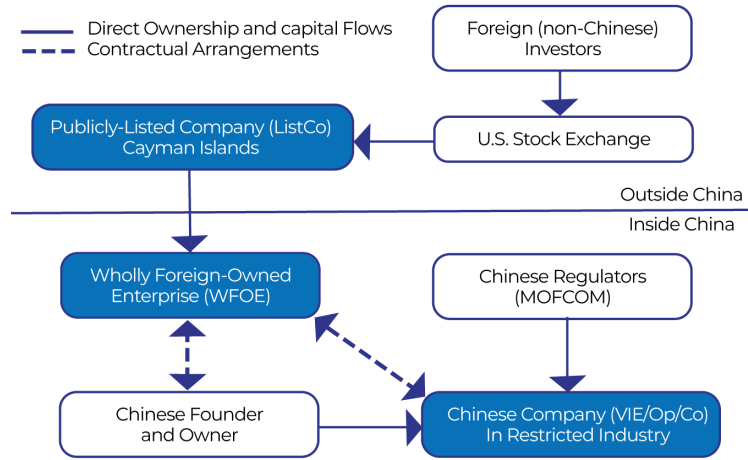 Direct Ownership and capital Flows
Contractual Arrangements
Foreign (non-Chinese)
Investors
Publicly-Listed Company (ListCo)
Cayman Islands
U.S. Stock Exchange
Outside China
Inside China
Wholly Foreign-Owned
Enterprise (WFOE)
Chinese Regulators
(MOFCOM)
Chinese Founder
and Owner
Chinese Company (VIE/Op/Co)
In Restricted Industry